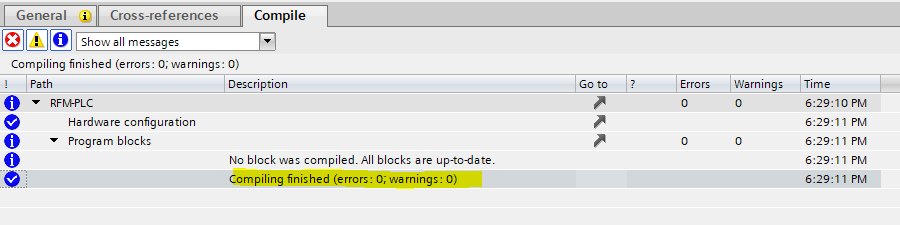 General Cross-references Compile
Show all messages
Compiling finished (errors: 0; warnings: 0)
! Path Description Go to ? Errors Warnings Time
RFM-PLC 0 0 6:29:10 PM
Hardware configuration 6:29:11 PM
Program blocks 0 0 6:29:11 PM
No block was compiled. All blocks are up-to-date. 6:29:11 PM
Compiling finished (errors: 0; warnings: 0) 6:29:11 PM